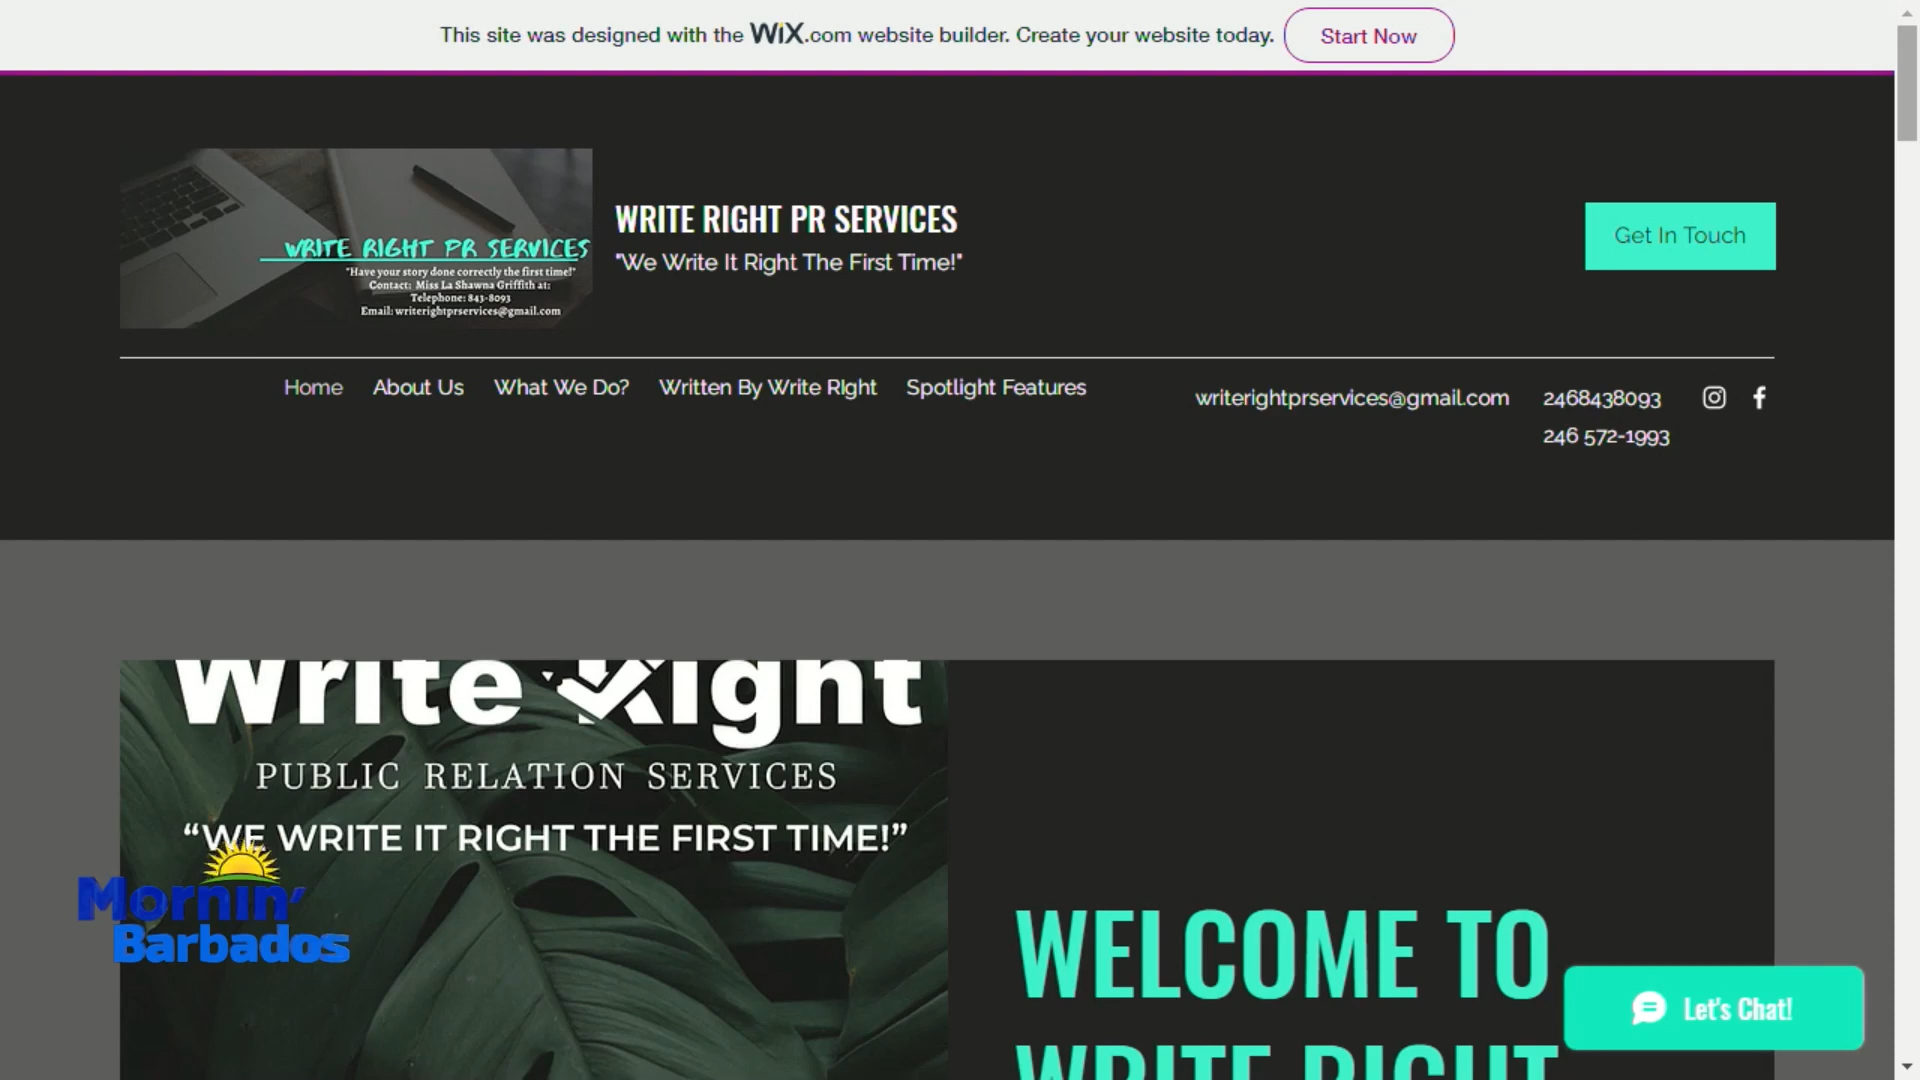 This site was designed with the WiX.com website builder. Create your website today.
Start Now
WRITE RIGHT PR SERVICES
"Have your story done correctly the first time!"
Contact: Miss La Shawna Griffith at:
Telephone: 843-8093
Email: writerightprservices@gmail.com
WRITE RIGHT PR SERVICES
"We Write It Right The First Time!"
Get In Touch
Home About Us What We Do? Written By Write RIght Spotlight Features
writerightprservices@gmail.com 2468438093
246 572-1993
Write Right
PUBLIC RELATION SERVICES
“WE WRITE IT RIGHT THE FIRST TIME!”
Mornin'
Barbados
WELCOME TO
WRITE RIGHT
Let's Chat!